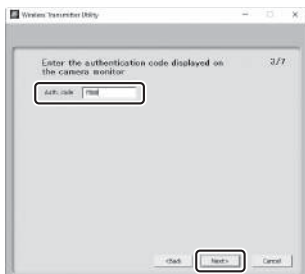 Wireless Transmitter Utility
Enter the authentication code displayed on
the camera monitor
3/7
Auth. code
<Back
Next>
Cancel